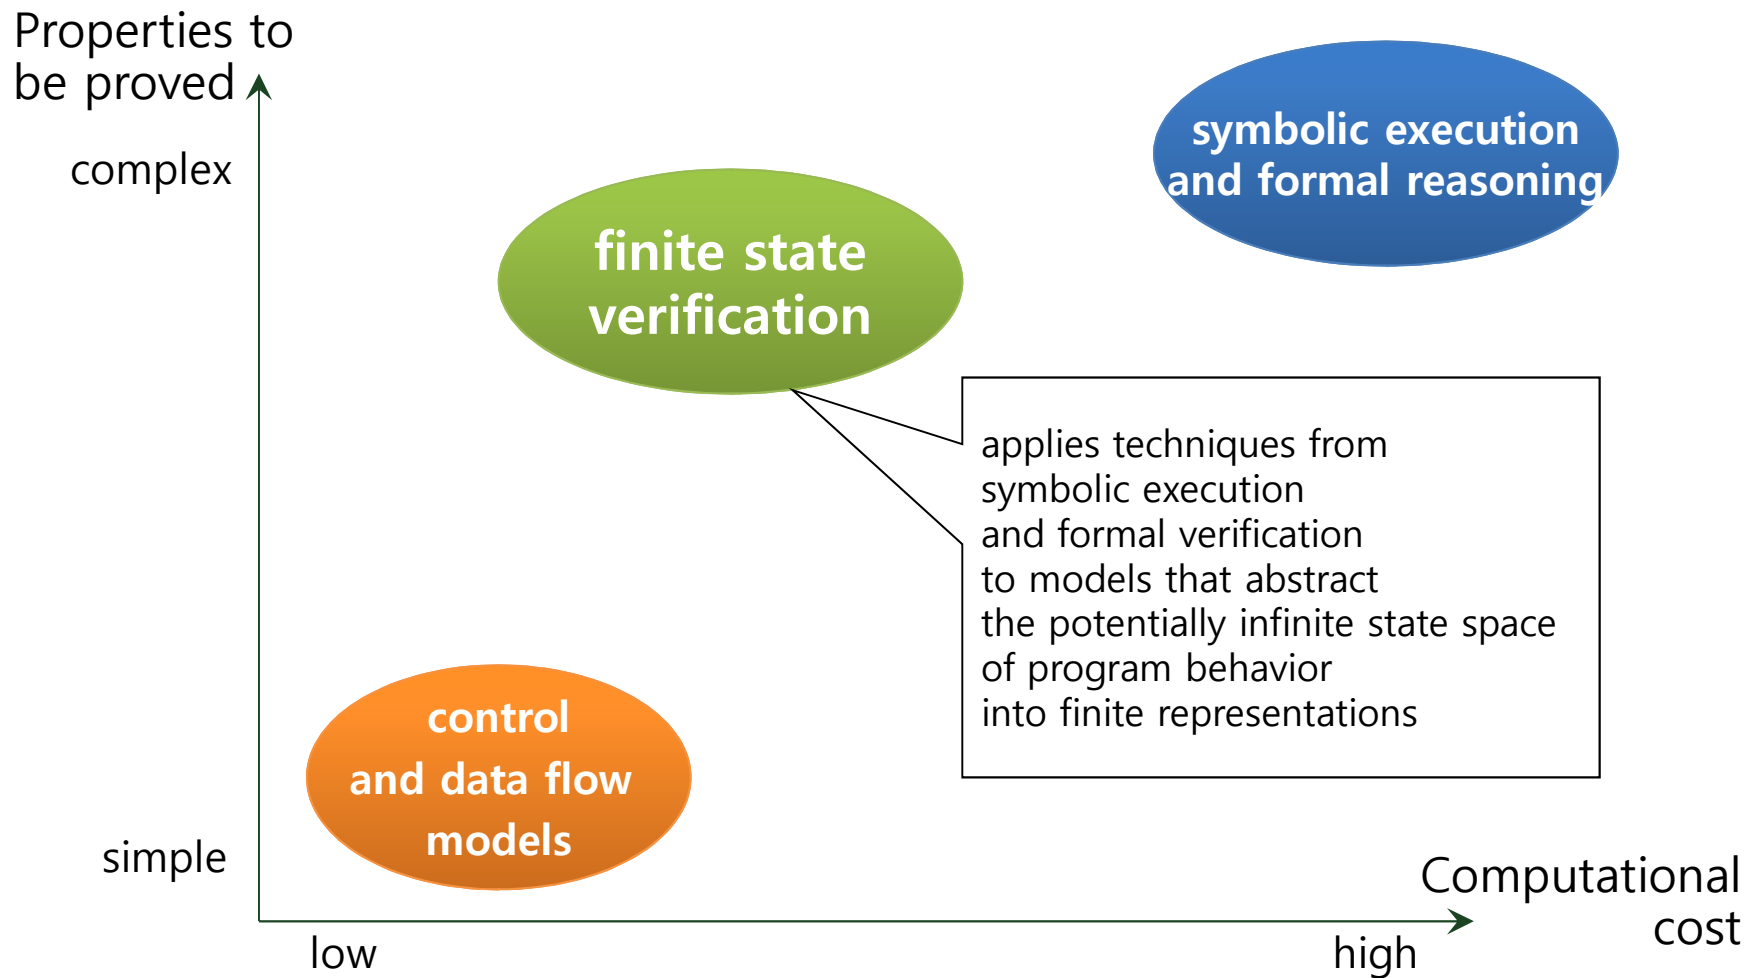 Properties to
be proved
complex
symbolic execution
and formal reasoning
finite state
verification
applies techniques from
symbolic execution
and formal verification
to models that abstract
the potentially infinite state space
of program behavior
into finite representations
control
and data flow
models
simple
Computational
cost
low
high